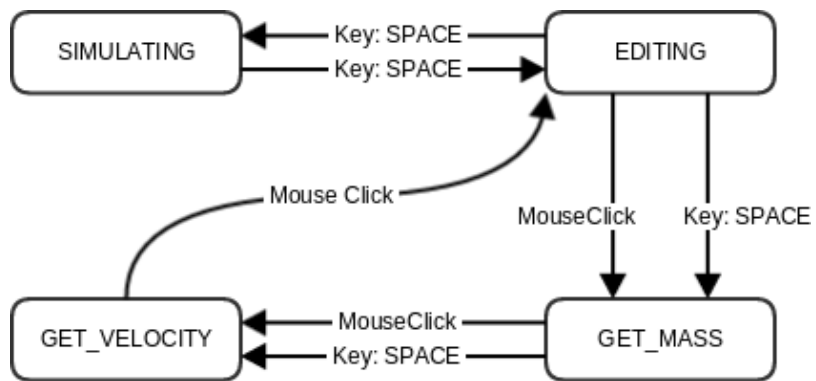 SIMULATING
Key: SPACE
Key: SPACE
EDITING
Mouse Click
MouseClick
Key: SPACE
GET_VELOCITY
MouseClick
Key: SPACE
GET_MASS